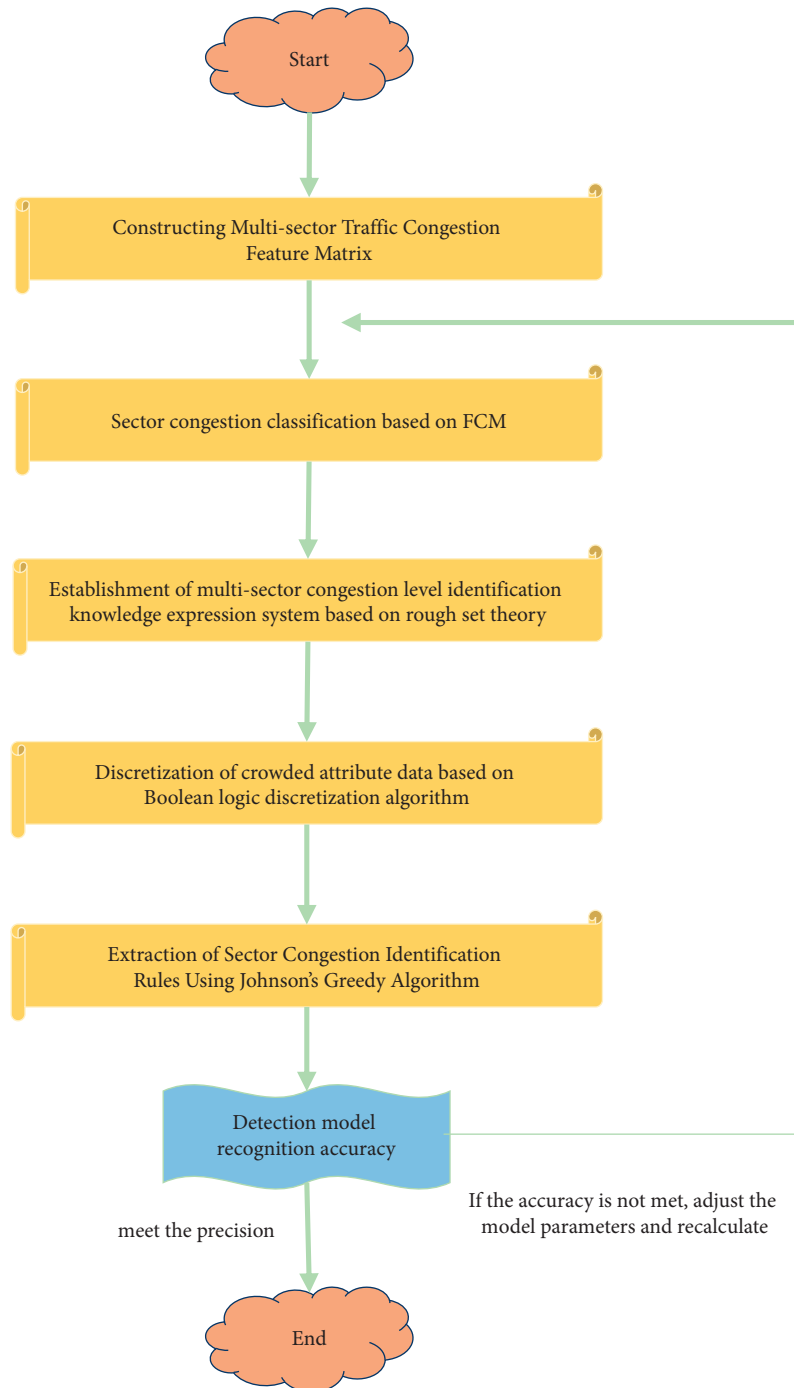 Start
Constructing Multi-sector Traffic Congestion
Feature Matrix
Sector congestion classification based on FCM
Establishment of multi-sector congestion level identification
knowledge expression system based on rough set theory
Discretization of crowded attribute data based on
Boolean logic discretization algorithm
Extraction of Sector Congestion Identification
Rules Using Johnson's Greedy Algorithm
Detection model
recognition accuracy
If the accuracy is not met, adjust the
model parameters and recalculate
meet the precision
End